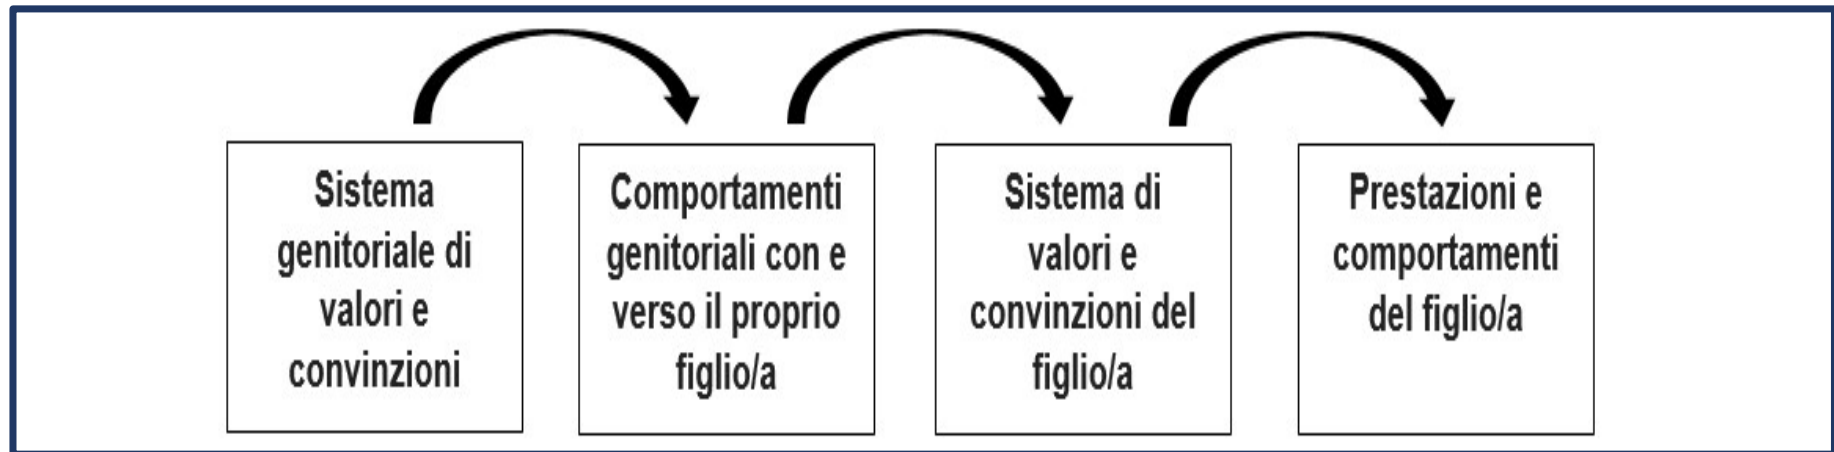 Sistema
genitoriale di
valori e
convinzioni
Comportamenti
genitoriali con e
verso il proprio
figlio/a
Sistema di
valori e
convinzioni del
figlio/a
Prestazioni e
comportamenti
del figlio/a